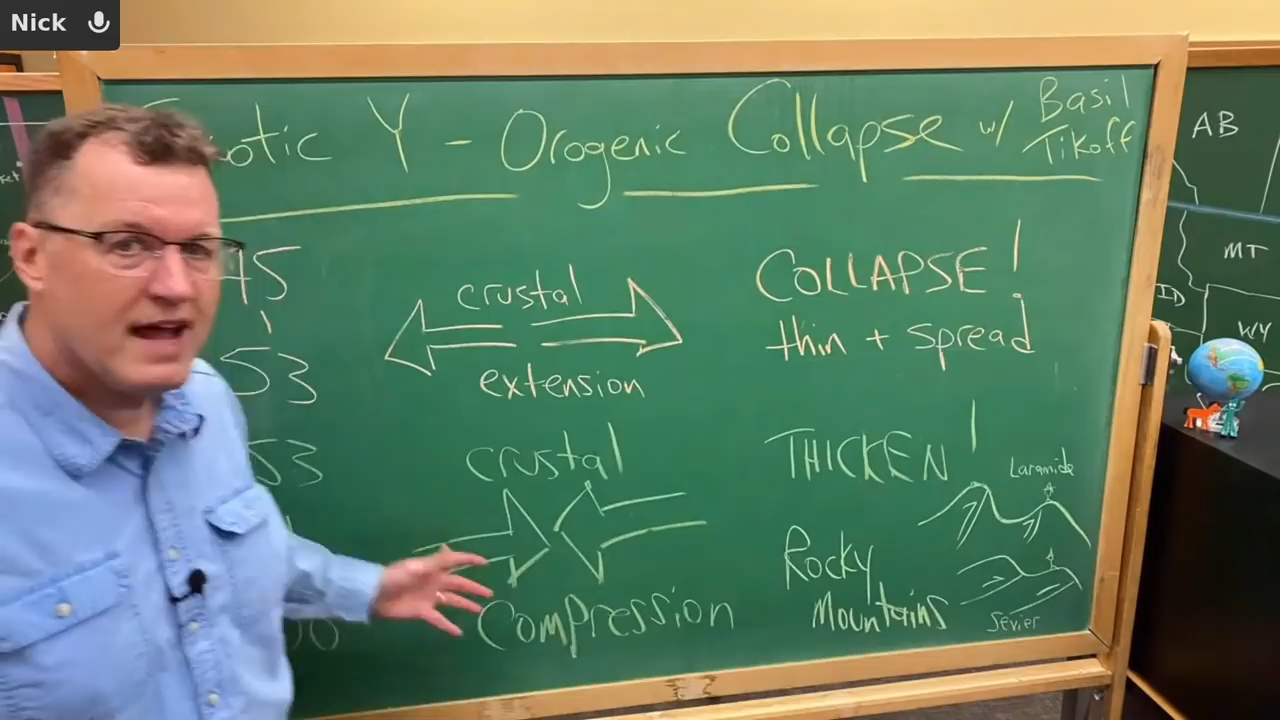 Nick
otic Y - Orogenic Collapse w/ Basil Tikoff
45
53
crustal
extension
COLLAPSE!
thin + spread
53
crustal
compression
THICKEN!
Rocky
Mountains
Laramide
Sevier
AB
MT
ID
WY